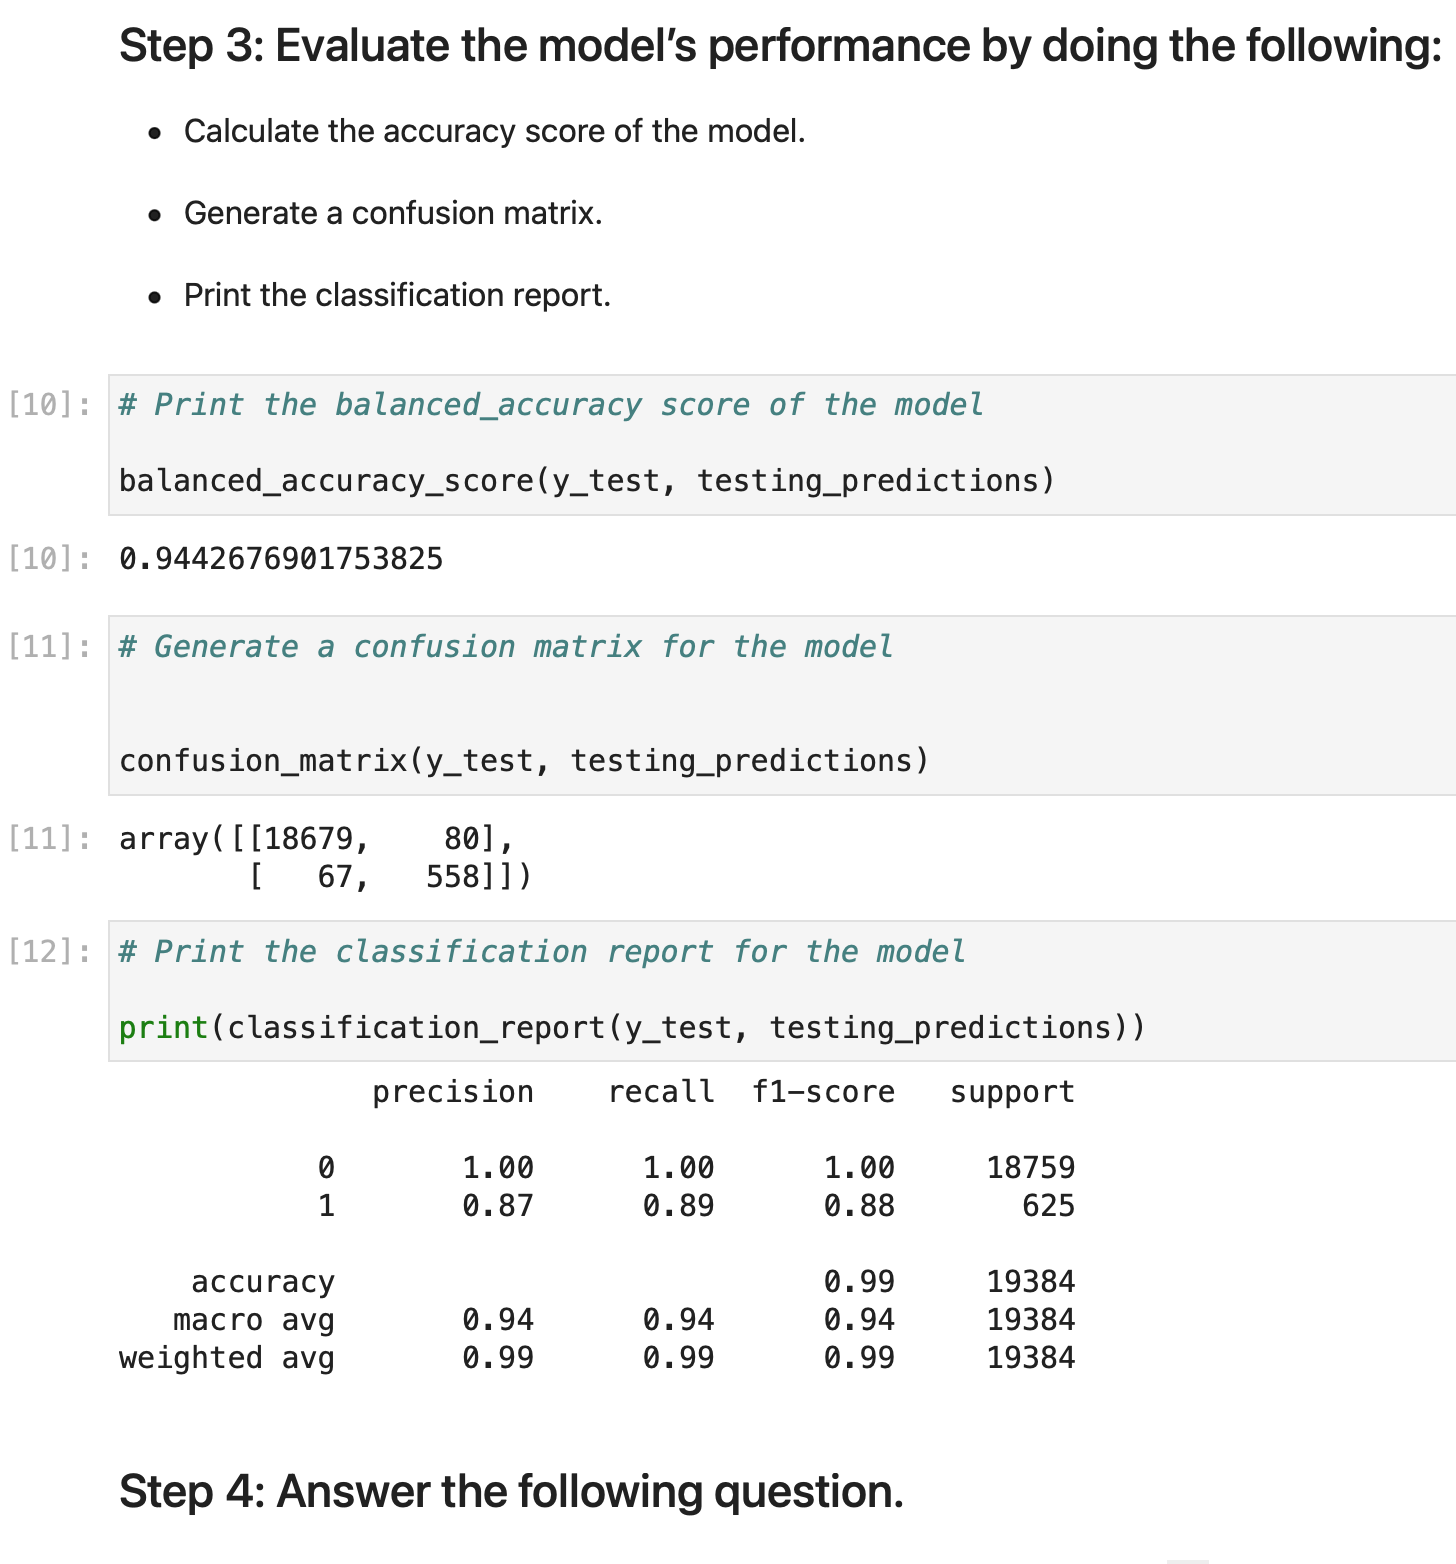 Step 3: Evaluate the model’s performance by doing the following:
• Calculate the accuracy score of the model.
• Generate a confusion matrix.
• Print the classification report.
[10]: # Print the balanced_accuracy score of the model
balanced_accuracy_score(y_test, testing_predictions)
[10]: 0.9442676901753825
[11]: # Generate a confusion matrix for the model
confusion_matrix(y_test, testing_predictions)
[11]: array([[18679,    80],
[   67,   558]])
[12]: # Print the classification report for the model
print(classification_report(y_test, testing_predictions))
precision    recall  f1-score   support
0       1.00      1.00      1.00     18759
1       0.87      0.89      0.88       625
accuracy                           0.99     19384
macro avg       0.94      0.94      0.94     19384
weighted avg       0.99      0.99      0.99     19384
Step 4: Answer the following question.